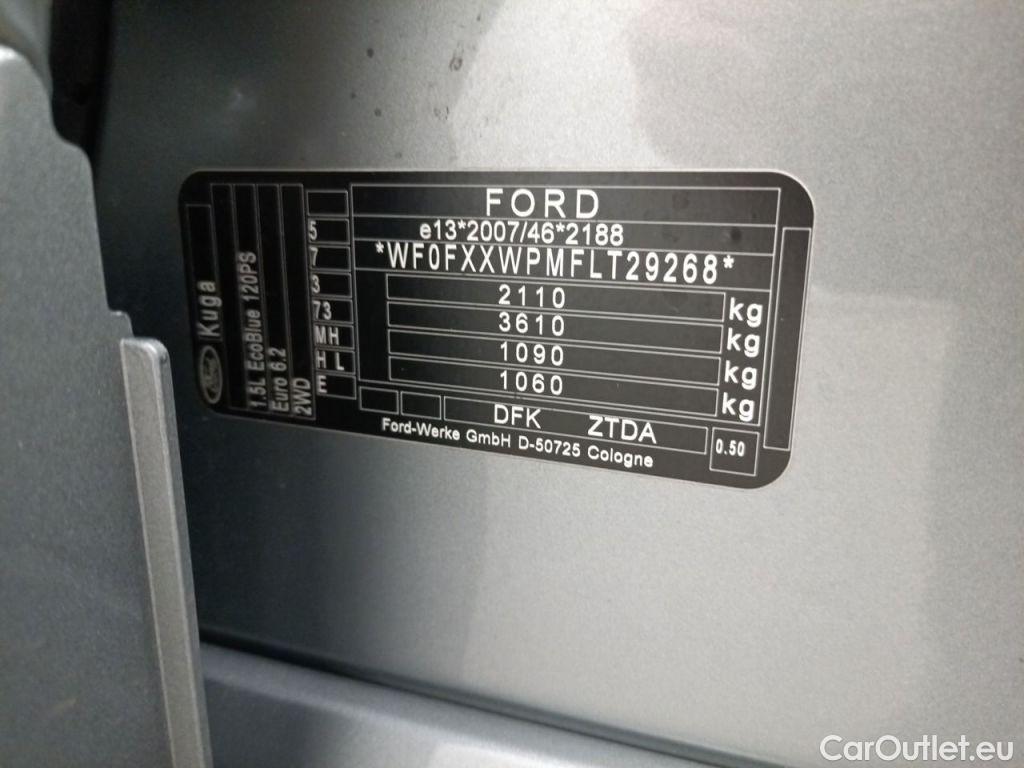 FORD
e13*2007/46*2188
*WF0FXXWPMFLT29268*
2110 kg
3610 kg
1090 kg
1060 kg
DFK ZTDA
0.50
Ford-Werke GmbH D-50725 Cologne
5
7
3
73
MH
HL
E
Ford Kuga
1.5L EcoBlue 120PS
Euro 6.2
2WD
CarOutlet.eu